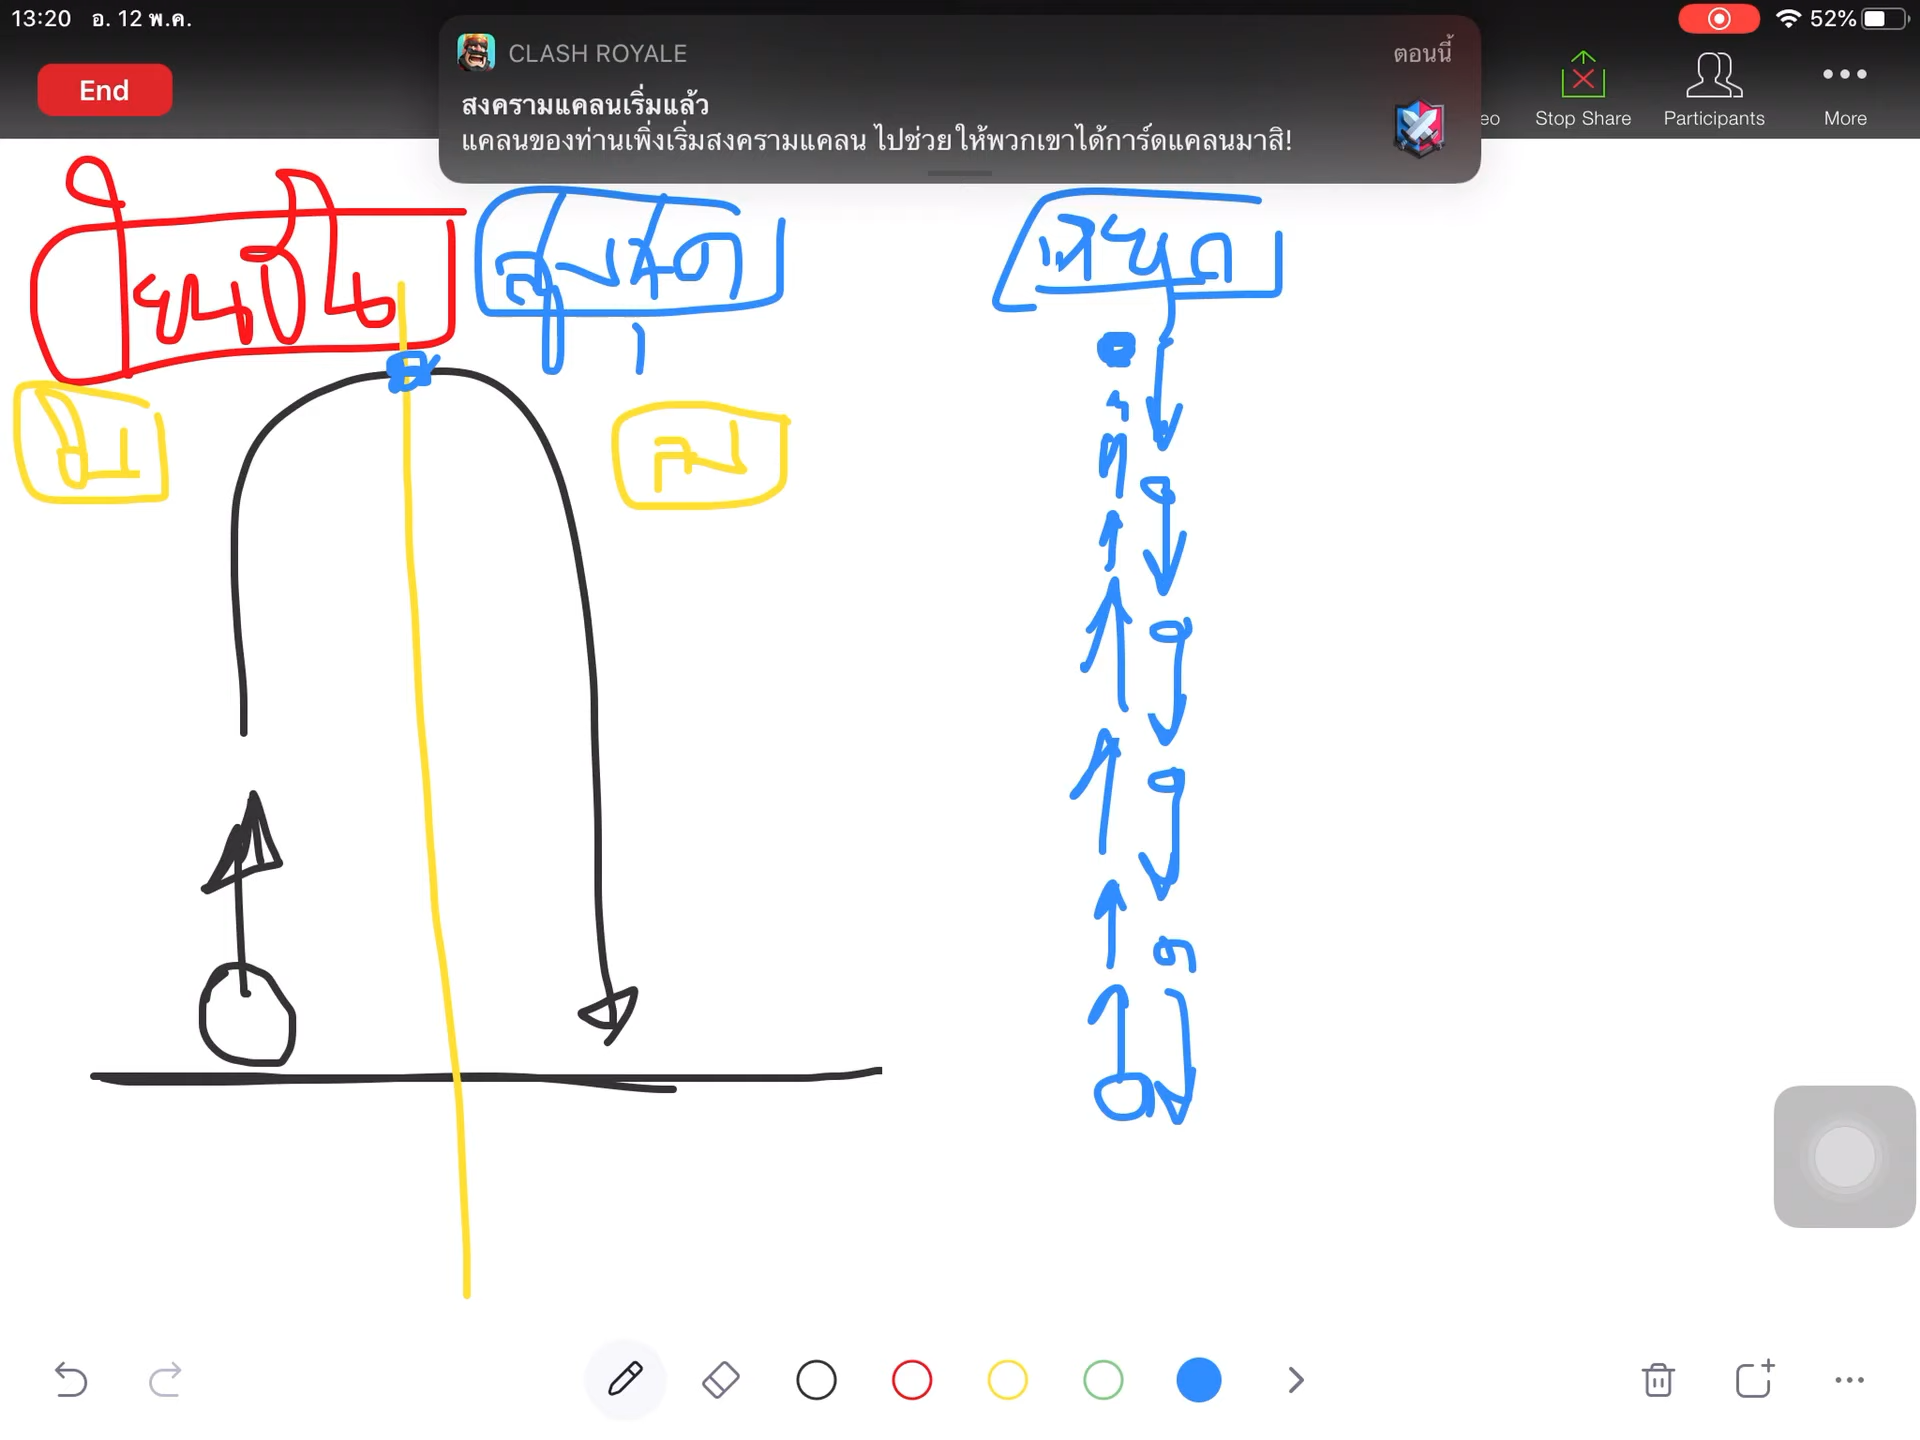 13:20 อ. 12 พ.ค.
52%
End
CLASH ROYALE
ตอนนี้
สงครามแคลนเริ่มแล้ว
แคลนของท่านเพิ่งเริ่มสงครามแคลน ไปช่วยให้พวกเขาได้การ์ดแคลนมาสิ!
eo
Stop Share
Participants
More
โยนขึ้น
สูงสุด
หยุด
ขึ้น
ลง